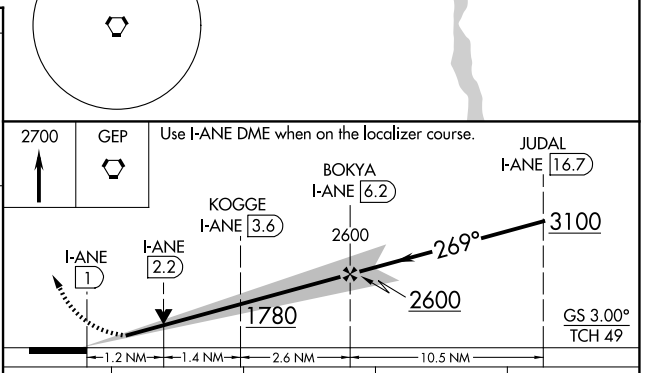 2700
GEP
Use I-ANE DME when on the localizer course.
JUDAL
I-ANE 16.7
BOKYA
I-ANE 6.2
KOGGE
I-ANE 3.6
I-ANE
2.2
I-ANE
1
2600
269°
3100
2600
1780
GS 3.00°
TCH 49
1.2 NM
1.4 NM
2.6 NM
10.5 NM